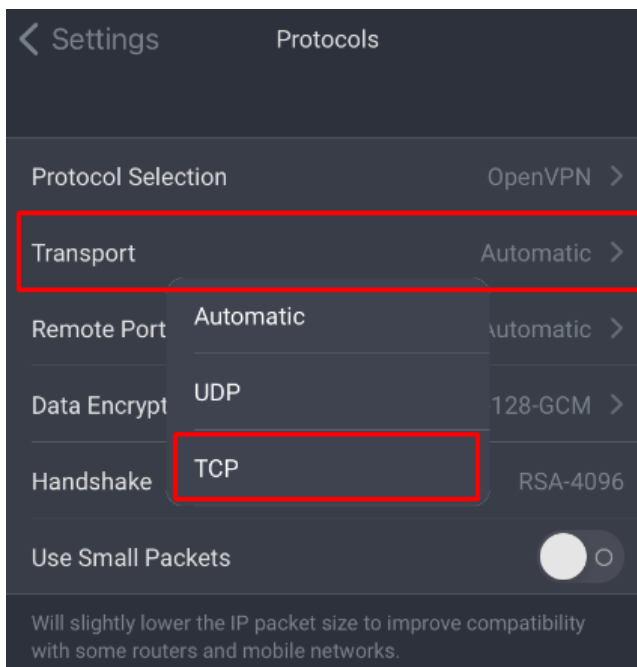 Settings
Protocols
Protocol Selection
OpenVPN
Transport
Automatic
Automatic
Remote Port
UDP
Data Encrypt
128-GCM
TCP
Handshake
RSA-4096
Use Small Packets
Will slightly lower the IP packet size to improve compatibility
with some routers and mobile networks.